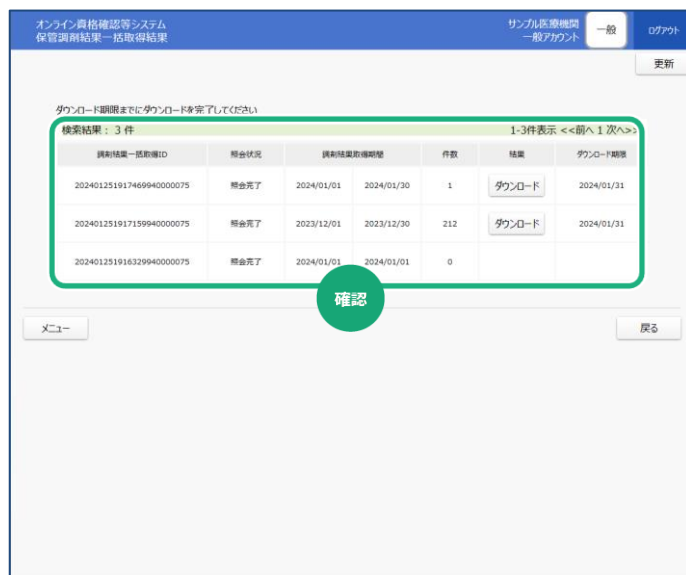 オンライン資格確認等システム
保管調剤結果一括取得結果
サンプル医療機関
一般アカウント
一般
ログアウト
更新
ダウンロード期限までにダウンロードを完了してください
検索結果： 3 件 1-3件表示 <<前へ 1 次へ>>
調剤結果一括取得ID 照会状況 調剤結果取得期間 件数 結果 ダウンロード期限
202401251917469940000075 照会完了 2024/01/01 2024/01/30 1 ダウンロード 2024/01/31
202401251917159940000075 照会完了 2023/12/01 2023/12/30 212 ダウンロード 2024/01/31
202401251916329940000075 照会完了 2024/01/01 2024/01/01 0
確認
メニュー 戻る